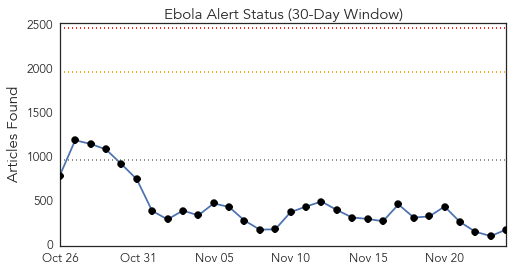 Ebola Alert Status (30-Day Window)
Articles Found
2500
2000
1500
1000
500
0
Oct 26 Oct 31 Nov 05 Nov 10 Nov 15 Nov 20